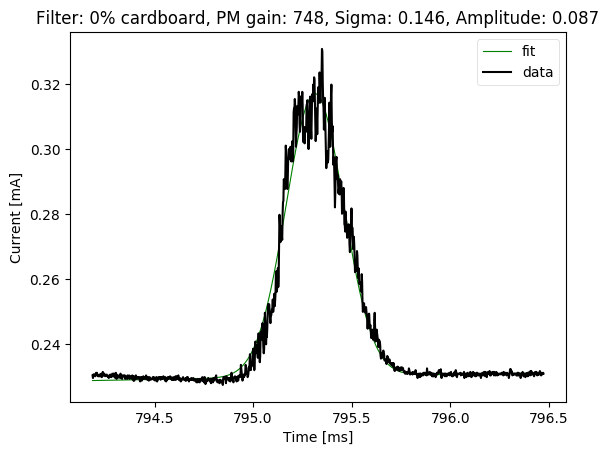 Filter: 0% cardboard, PM gain: 748, Sigma: 0.146, Amplitude: 0.087
fit
data
0.32
0.30
0.28
0.26
0.24
Current [mA]
794.5
795.0
795.5
796.0
796.5
Time [ms]